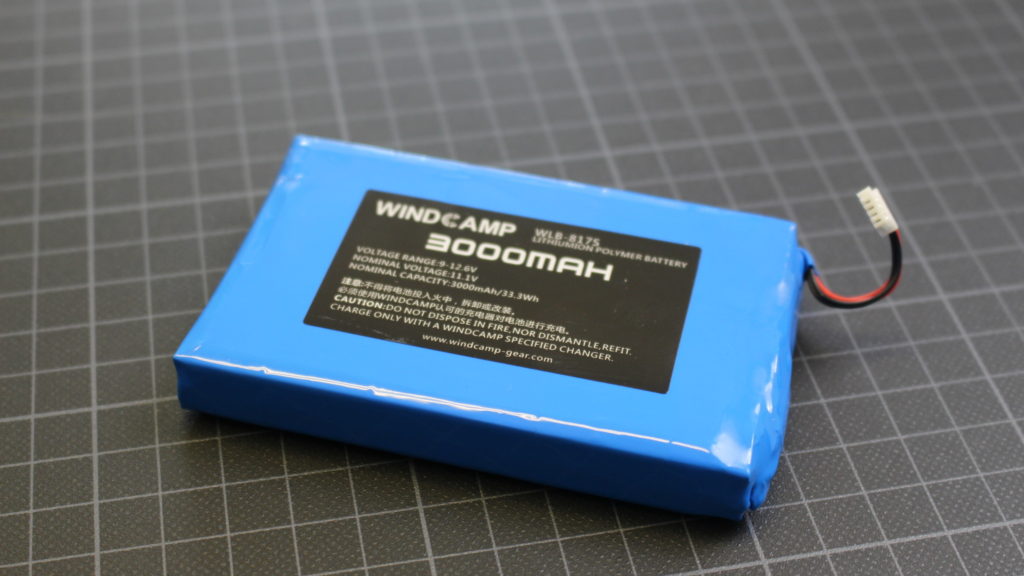 WINDCAMP WLB-817S
LITHIUMION POLYMER BATTERY
3000MAH
VOLTAGE RANGE:9-12.6V
NOMINAL VOLTAGE:11.1V
NOMINAL CAPACITY:3000mAh/33.3Wh
注意:不得将电池投入火中，拆卸或改装。
必须使用WINDCAMP认可的充电器对电池进行充电。
CAUTION:DO NOT DISPOSE IN FIRE.NOR DISMANTLE,REFIT.
CHARGE ONLY WITH A WINDCAMP SPECIFIED CHANGER.
www.windcamp-gear.com